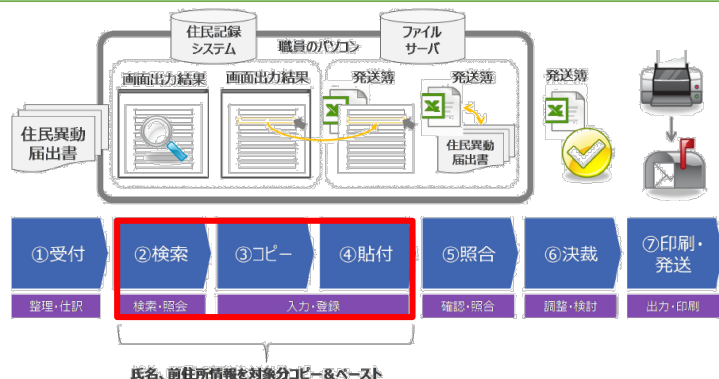 住民記録
システム
職員のパソコン
ファイル
サーバ
画面出力結果
画面出力結果
発送簿
発送簿
発送簿
住民異動
届出書
住民異動
届出書
①受付
②検索
③コピー
④貼付
⑤照合
⑥決裁
⑦印刷・
発送
整理・仕訳
検索・照会
入力・登録
確認・照合
調整・検討
出力・印刷
氏名、前住所情報を対象分コピー&ペースト